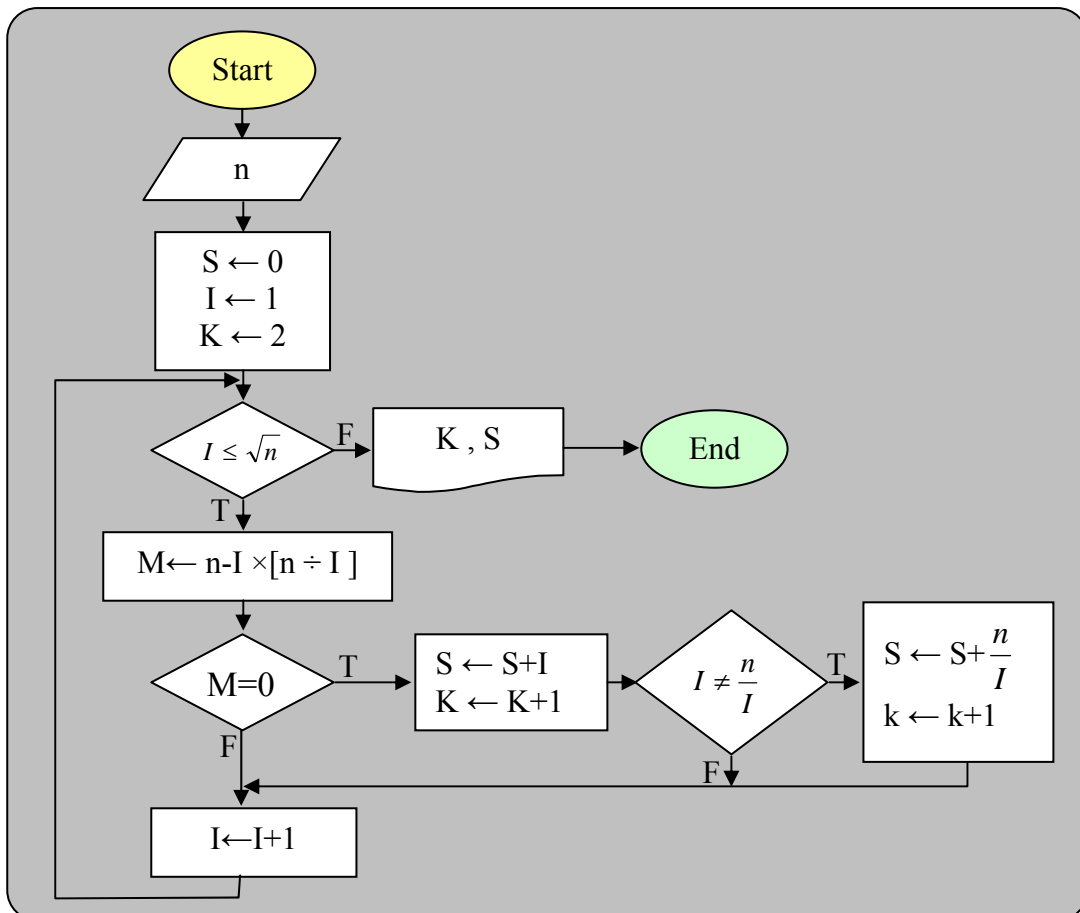 Start
n
S ← 0
I ← 1
K ← 2
I ≤ √n
F
K , S
End
T
M← n-I ×[n ÷ I ]
M=0
T
S ← S+I
K ← K+1
I ≠ n/I
T
S ← S+n/I
k ← k+1
F
F
I←I+1